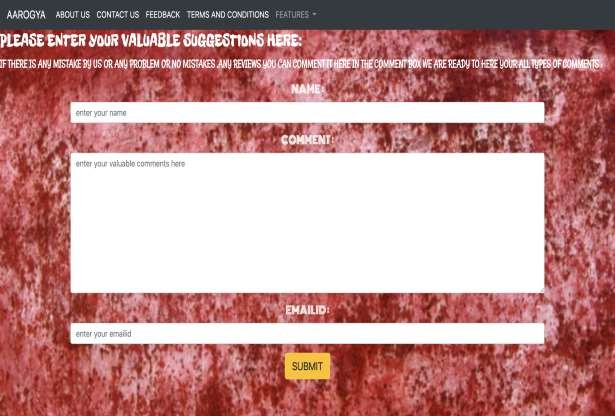 AAROGYA ABOUT US CONTACT US FEEDBACK TERMS AND CONDITIONS FEATURES
PLEASE ENTER YOUR VALUABLE SUGGESTIONS HERE:
IF THERE IS ANY MISTAKE BY US OR ANY PROBLEM OR NO MISTAKES .ANY REVIEWS YOU CAN COMMENT IT HERE IN THE COMMENT BOX WE ARE READY TO HERE YOUR ALL TYPES OF COMMENTS .
NAME:
enter your name
COMMENT:
enter your valuable comments here
EMAILID:
enter your emailid
SUBMIT